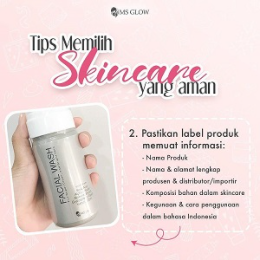 MS GLOW
Tips Memilih
Skincare
yang aman
2. Pastikan label produk
memuat informasi:
- Nama Produk
- Nama & alamat lengkap
produsen & distributor/importir
- Komposisi bahan dalam skincare
- Kegunaan & cara penggunaan
dalam bahasa Indonesia
FACIAL WASH